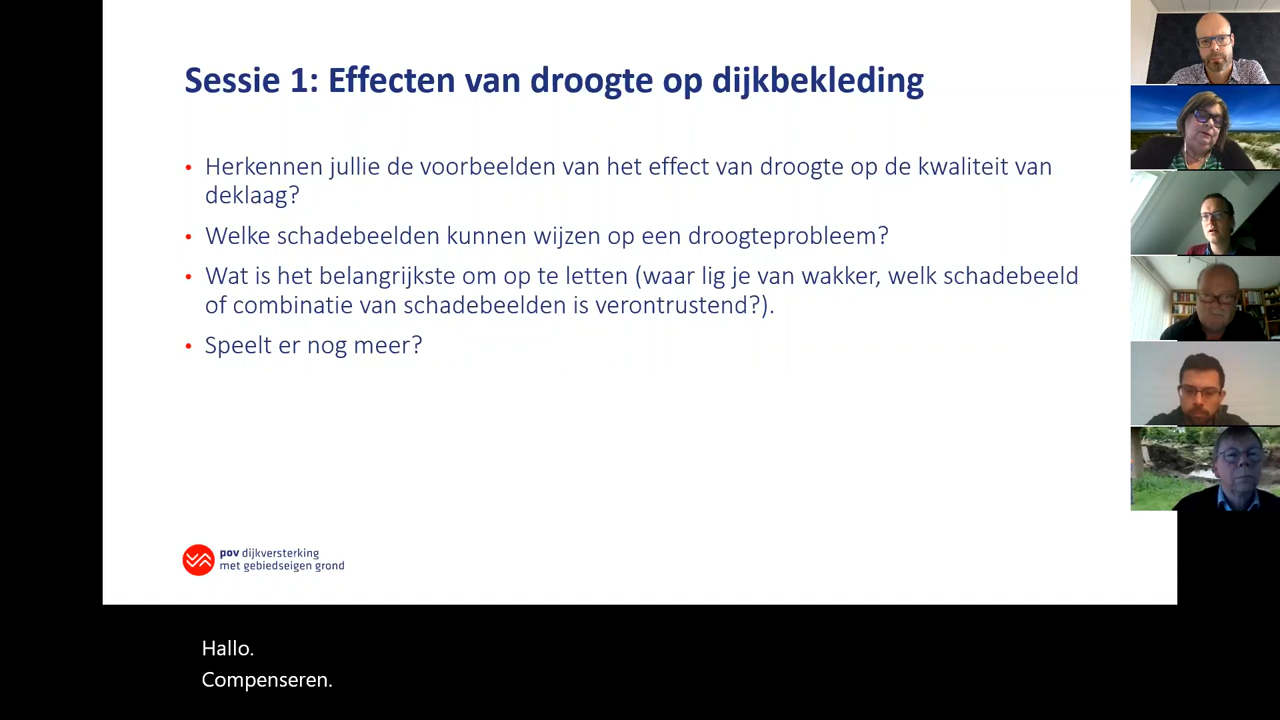 Sessie 1: Effecten van droogte op dijkbekleding
• Herkennen jullie de voorbeelden van het effect van droogte op de kwaliteit van
deklaag?
• Welke schadebeelden kunnen wijzen op een droogteprobleem?
• Wat is het belangrijkste om op te letten (waar lig je van wakker, welk schadebeeld
of combinatie van schadebeelden is verontrustend?).
• Speelt er nog meer?
pov dijkversterking
met gebiedseigen grond
Hallo.
Compenseren.